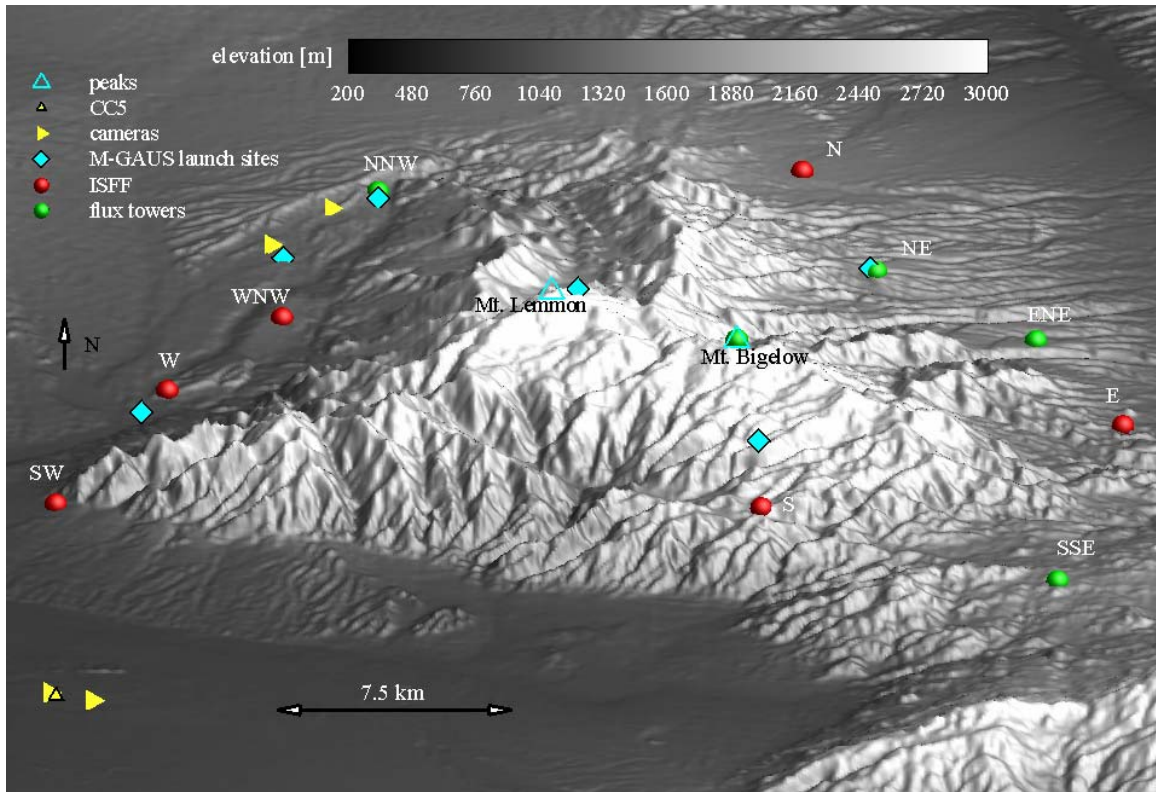 elevation [m]
200 480 760 1040 1320 1600 1880 2160 2440 2720 3000
peaks
CC5
cameras
M-GAUS launch sites
ISFF
flux towers
NNW
N
NE
WNW
Mt. Lemmon
ENE
N
Mt. Bigelow
W
E
SW
S
SSE
7.5 km